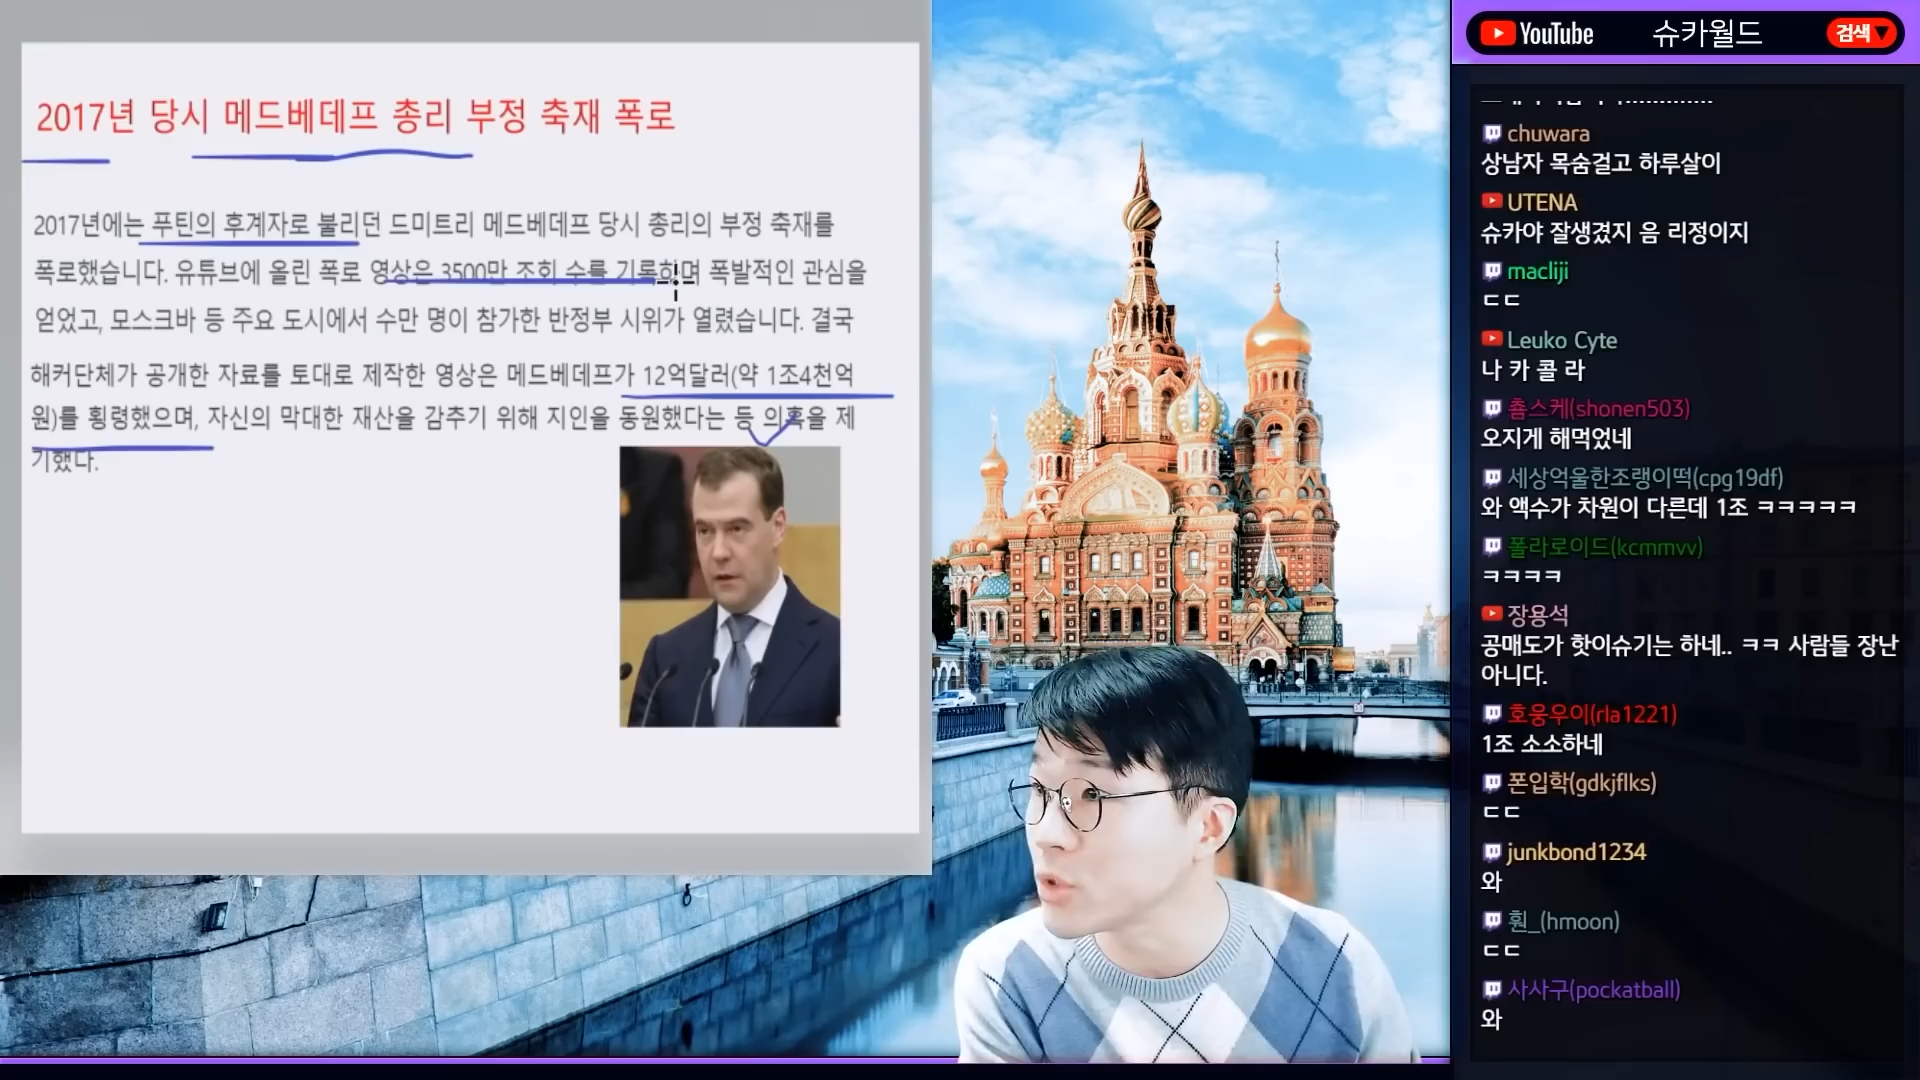 2017년 당시 메드베데프 총리 부정 축재 폭로
2017년에는 푸틴의 후계자로 불리던 드미트리 메드베데프 당시 총리의 부정 축재를
폭로했습니다. 유튜브에 올린 폭로 영상은 3500만 조회 수를 기록하며 폭발적인 관심을
얻었고, 모스크바 등 주요 도시에서 수만 명이 참가한 반정부 시위가 열렸습니다. 결국
해커단체가 공개한 자료를 토대로 제작한 영상은 메드베데프가 12억달러(약 1조4천억
원)를 횡령했으며, 자신의 막대한 재산을 감추기 위해 지인을 동원했다는 등 의혹을 제
기했다.
YouTube 슈카월드 검색▼
chuwara
상남자 목숨걸고 하루살이
UTENA
슈카야 잘생겼지 음 리정이지
macliji
ㄷㄷ
Leuko Cyte
나 카 콜 라
춈스케(shonen503)
오지게 해먹었네
세상억울한조랭이떡(cpg19df)
와 액수가 차원이 다른데 1조 ㅋㅋㅋㅋㅋ
폴라로이드(kcmmvv)
ㅋㅋㅋㅋ
장용석
공매도가 핫이슈기는 하네.. ㅋㅋ 사람들 장난
아니다.
호웅우이(rla1221)
1조 소소하네
폰입학(gdkjflks)
ㄷㄷ
junkbond1234
와
훤_(hmoon)
ㄷㄷ
사사구(pockatball)
와